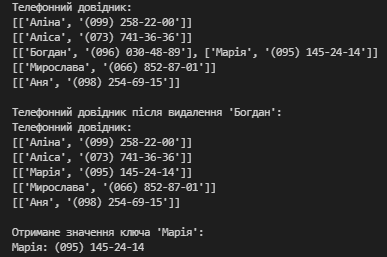 Телефонний довідник:
[['Аліна', '(099) 258-22-00']]
[['Аліса', '(073) 741-36-36']]
[['Богдан', '(096) 030-48-89'], ['Марія', '(095) 145-24-14']]
[['Мирослава', '(066) 852-87-01']]
[['Аня', '(098) 254-69-15']]

Телефонний довідник після видалення 'Богдан':
Телефонний довідник:
[['Аліна', '(099) 258-22-00']]
[['Аліса', '(073) 741-36-36']]
[['Марія', '(095) 145-24-14']]
[['Мирослава', '(066) 852-87-01']]
[['Аня', '(098) 254-69-15']]

Отримане значення ключа 'Марія':
Марія: (095) 145-24-14